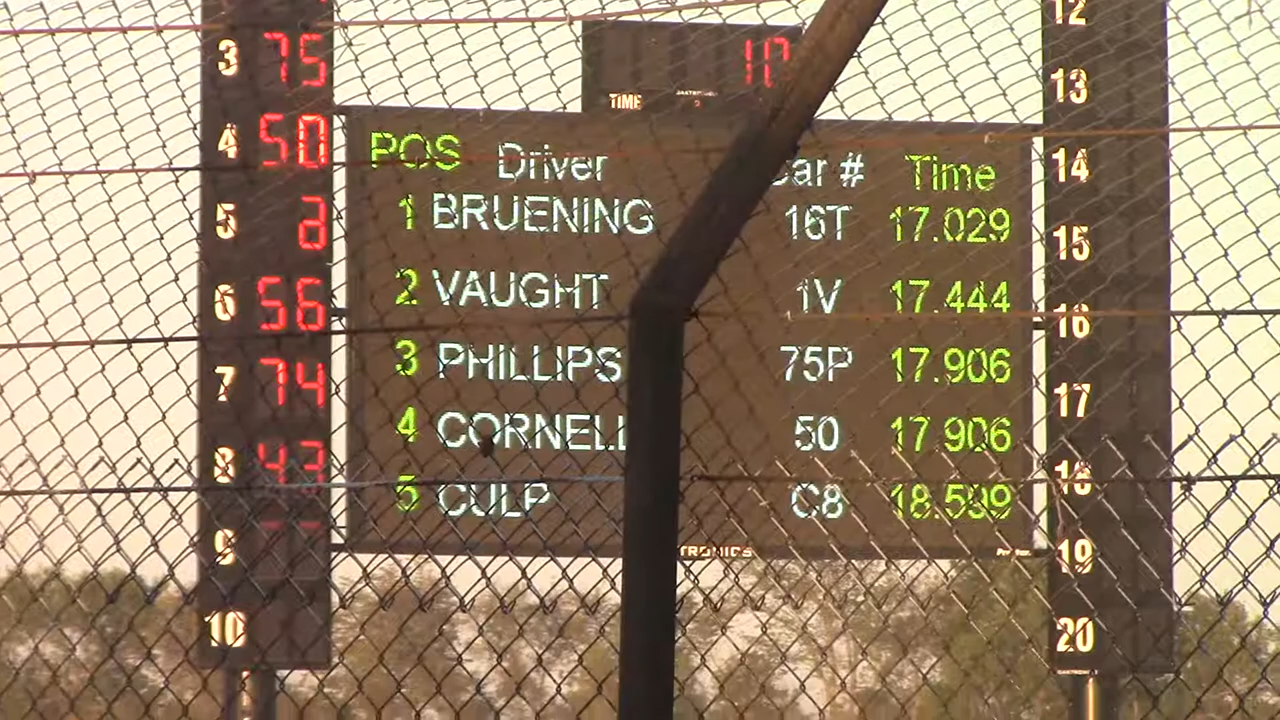 3 75
4 50
5 2
6 56
7 74
8 43
9
10
10
TIME
POS Driver Car # Time
1 BRUENING 16T 17.029
2 VAUGHT 1V 17.444
3 PHILLIPS 75P 17.906
4 CORNELL 50 17.906
5 CULP C8 18.599
TRONICS
12
13
14
15
16
17
18
19
20